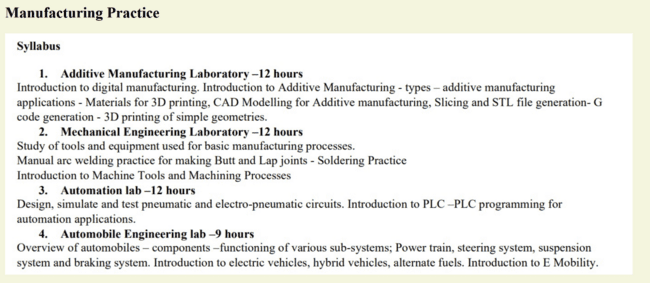 Manufacturing Practice
Syllabus
1. Additive Manufacturing Laboratory –12 hours
Introduction to digital manufacturing. Introduction to Additive Manufacturing - types – additive manufacturing
applications - Materials for 3D printing, CAD Modelling for Additive manufacturing, Slicing and STL file generation- G
code generation - 3D printing of simple geometries.
2. Mechanical Engineering Laboratory –12 hours
Study of tools and equipment used for basic manufacturing processes.
Manual arc welding practice for making Butt and Lap joints - Soldering Practice
Introduction to Machine Tools and Machining Processes
3. Automation lab –12 hours
Design, simulate and test pneumatic and electro-pneumatic circuits. Introduction to PLC –PLC programming for
automation applications.
4. Automobile Engineering lab –9 hours
Overview of automobiles – components –functioning of various sub-systems; Power train, steering system, suspension
system and braking system. Introduction to electric vehicles, hybrid vehicles, alternate fuels. Introduction to E Mobility.